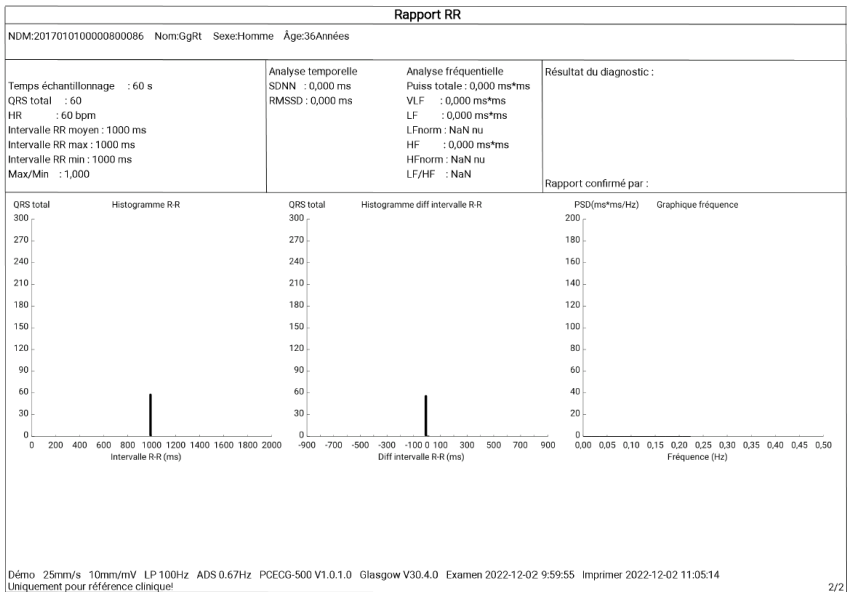 Rapport RR
NDM:2017010100000800086 Nom:GgRt Sexe:Homme Âge:36Années
Temps échantillonnage : 60 s
QRS total : 60
HR : 60 bpm
Intervalle RR moyen : 1000 ms
Intervalle RR max : 1000 ms
Intervalle RR min : 1000 ms
Max/Min : 1,000
Analyse temporelle
SDNN : 0,000 ms
RMSSD : 0,000 ms
Analyse fréquentielle
Puiss totale : 0,000 ms*ms
VLF : 0,000 ms*ms
LF : 0,000 ms*ms
LFnorm : NaN nu
HF : 0,000 ms*ms
HFnorm : NaN nu
LF/HF : NaN
Résultat du diagnostic :
Rapport confirmé par :
QRS total Histogramme R-R
300
270
240
210
180
150
120
90
60
30
0
0 200 400 600 800 1000 1200 1400 1600 1800 2000
Intervalle R-R (ms)
QRS total Histogramme diff intervalle R-R
300
270
240
210
180
150
120
90
60
30
0
-900 -700 -500 -300 -100 0 100 300 500 700 900
Diff intervalle R-R (ms)
PSD(ms*ms/Hz) Graphique fréquence
200
180
160
140
120
100
80
60
40
20
0
0,00 0,05 0,10 0,15 0,20 0,25 0,30 0,35 0,40 0,45 0,50
Fréquence (Hz)
Démo 25mm/s 10mm/mV LP 100Hz ADS 0.67Hz PCECG-500 V1.0.1.0 Glasgow V30.4.0 Examen 2022-12-02 9:59:55 Imprimer 2022-12-02 11:05:14
Uniquement pour référence clinique!
2/2